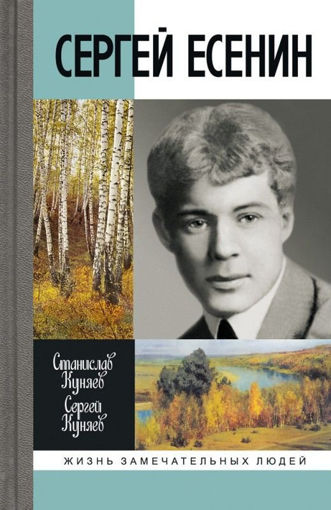 СЕРГЕЙ ЕСЕНИН
Станислав
Куняев
Сергей
Куняев
ЖИЗНЬ ЗАМЕЧАТЕЛЬНЫХ ЛЮДЕЙ